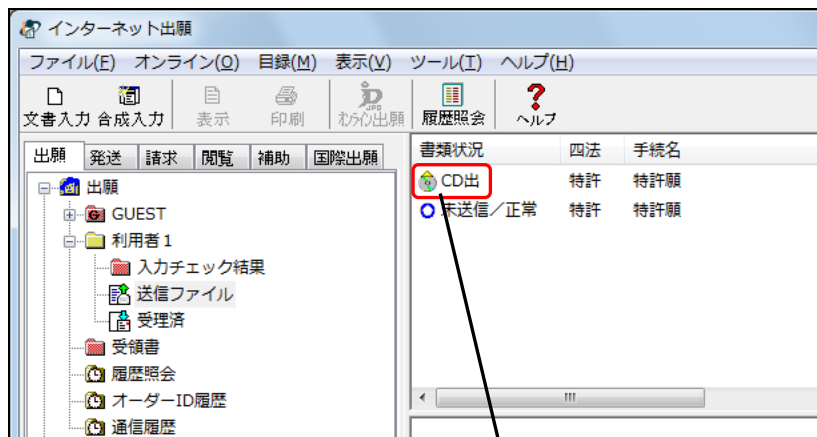 インターネット出願
ファイル(F) オンライン(O) 目録(M) 表示(V) ツール(T) ヘルプ(H)
文書入力 合成入力 表示 印刷 オンライン出願 履歴照会 ヘルプ
出願 発送 請求 閲覧 補助 国際出願
書類状況 四法 手続名
CD出 特許 特許願
未送信/正常 特許 特許願
出願
GUEST
利用者1
入力チェック結果
送信ファイル
受理済
受領書
履歴照会
オーダーID履歴
通信履歴